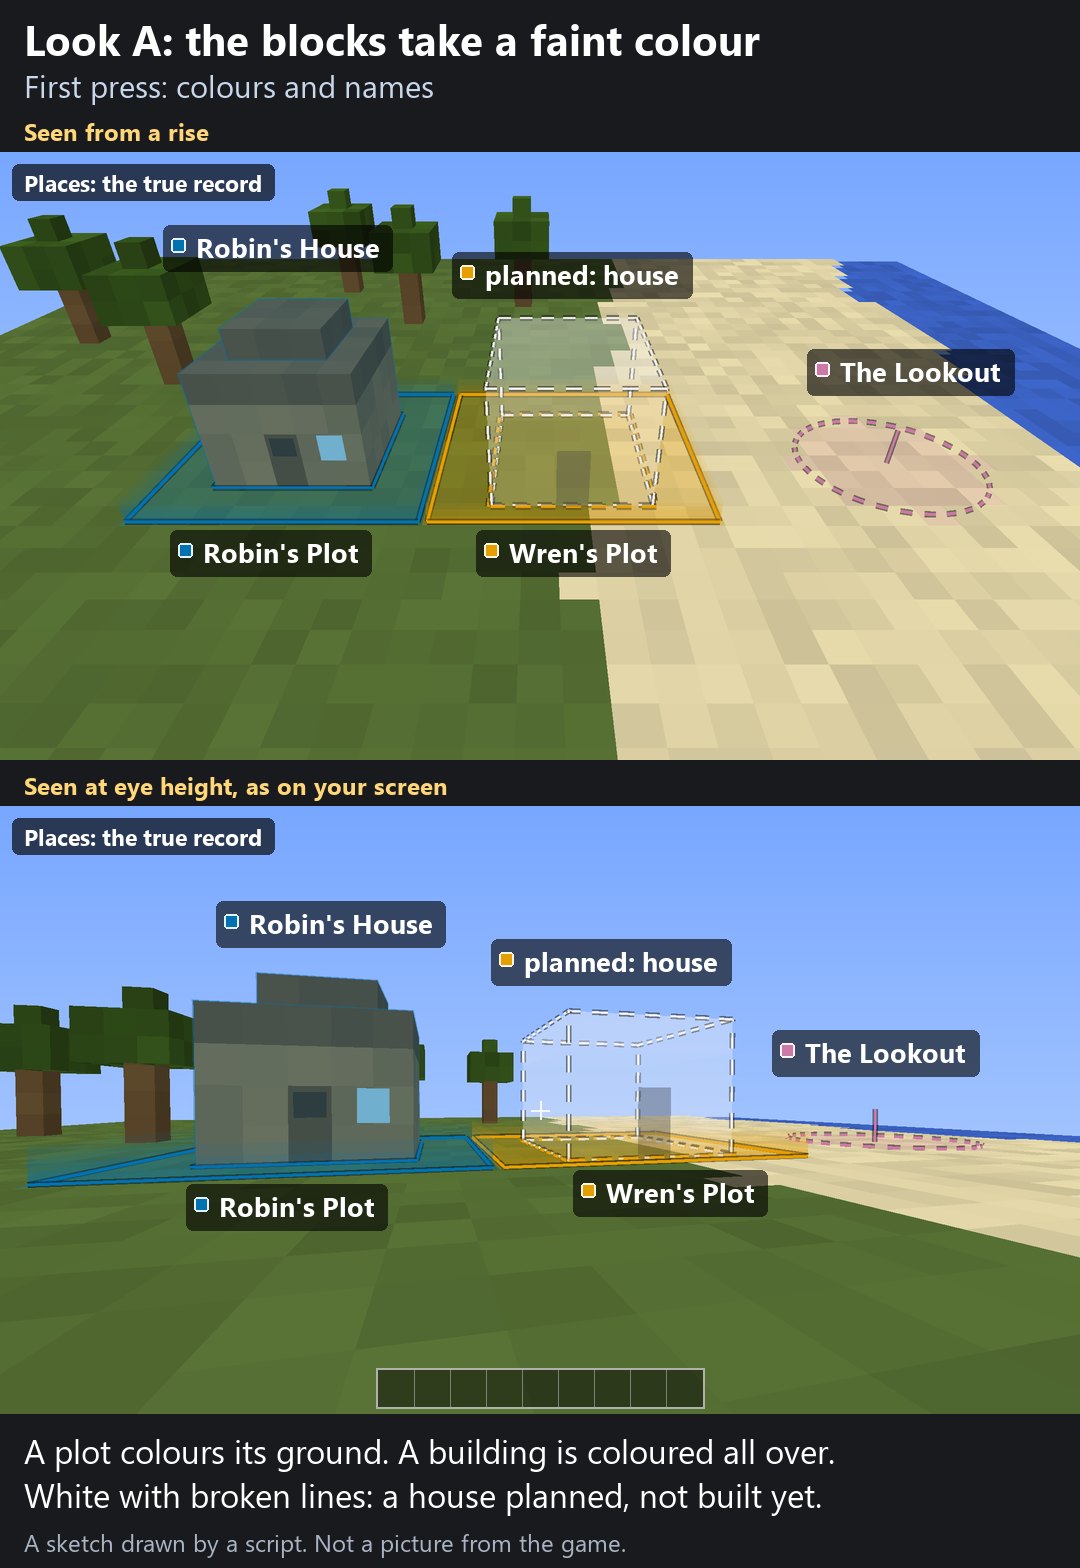 Look A: the blocks take a faint colour
First press: colours and names
Seen from a rise
Places: the true record
Robin's House
planned: house
The Lookout
Robin's Plot
Wren's Plot
Seen at eye height, as on your screen
Places: the true record
Robin's House
planned: house
The Lookout
Wren's Plot
Robin's Plot
A plot colours its ground. A building is coloured all over.
White with broken lines: a house planned, not built yet.
A sketch drawn by a script. Not a picture from the game.